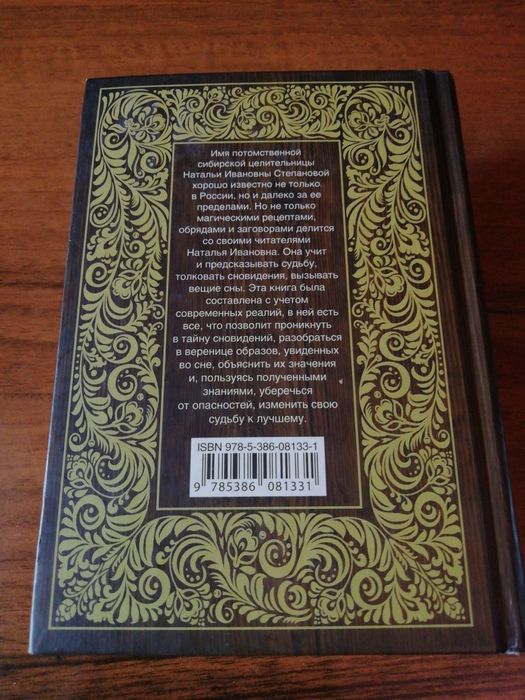 Имя потомственной
сибирской целительницы
Натальи Ивановны Степановой
хорошо известно не только
в России, но и далеко за ее
пределами. Но не только
магическими рецептами,
обрядами и заговорами делится
со своими читателями
Наталья Ивановна. Она учит
и предсказывать судьбу,
толковать сновидения, вызывать
вещие сны. Эта книга была
составлена с учетом
современных реалий, в ней есть
все, что позволит проникнуть
в тайну сновидений, разобраться
в веренице образов, увиденных
во сне, объяснить их значения
и, пользуясь полученными
знаниями, уберечься
от опасностей, изменить свою
судьбу к лучшему.
ISBN 978-5-386-08133-1
9 785386 081331